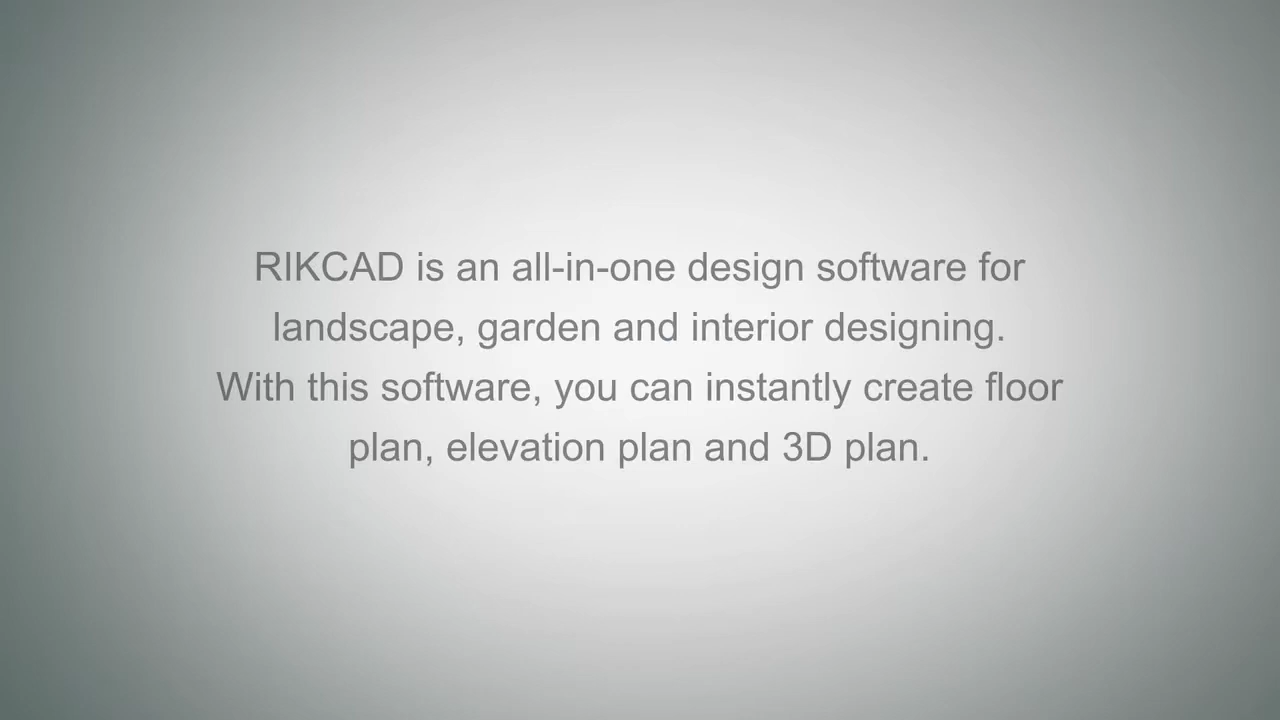 RIKCAD is an all-in-one design software for
landscape, garden and interior designing.
With this software, you can instantly create floor
plan, elevation plan and 3D plan.